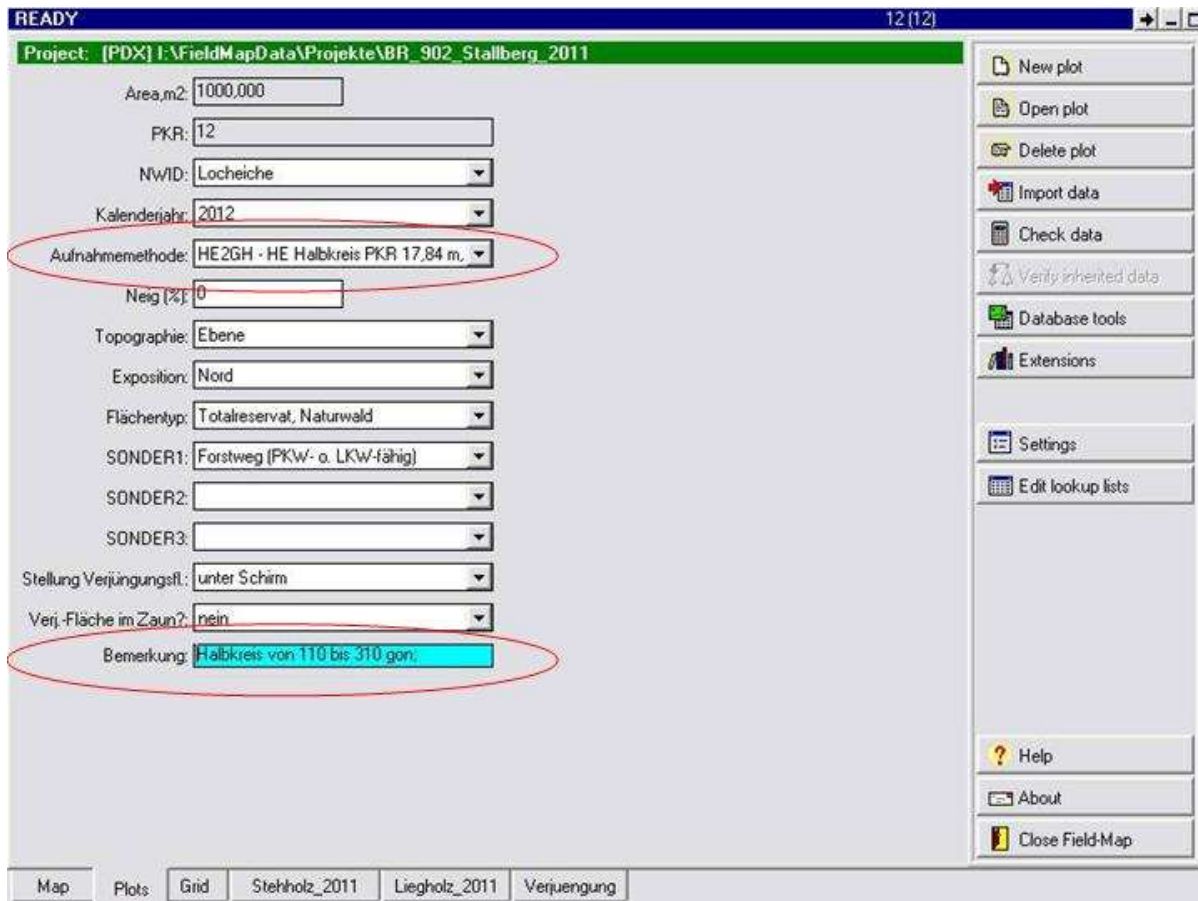 READY 12 (12)
Project: [PDX] I:\FieldMapData\Projekte\BR_902_Stallberg_2011
Area,m2: 1000,000
PKR: 12
NWID: Locheiche
Kalenderjahr: 2012
Aufnahmemethode: HE2GH - HE Halbkreis PKR 17,84 m,
Neig (%): 0
Topographie: Ebene
Exposition: Nord
Flächentyp: Totalreservat, Naturwald
SONDER1: Forstweg (PKW- o. LKW-fähig)
SONDER2:
SONDER3:
Stellung Verjüngungsfl.: unter Schirm
Verj.-Fläche im Zaun?: nein
Bemerkung: Halbkreis von 110 bis 310 gon;
New plot
Open plot
Delete plot
Import data
Check data
Verify inherited data
Database tools
Extensions
Settings
Edit lookup lists
? Help
About
Close Field-Map
Map Plots Grid Stehholz_2011 Liegholz_2011 Verjuengung